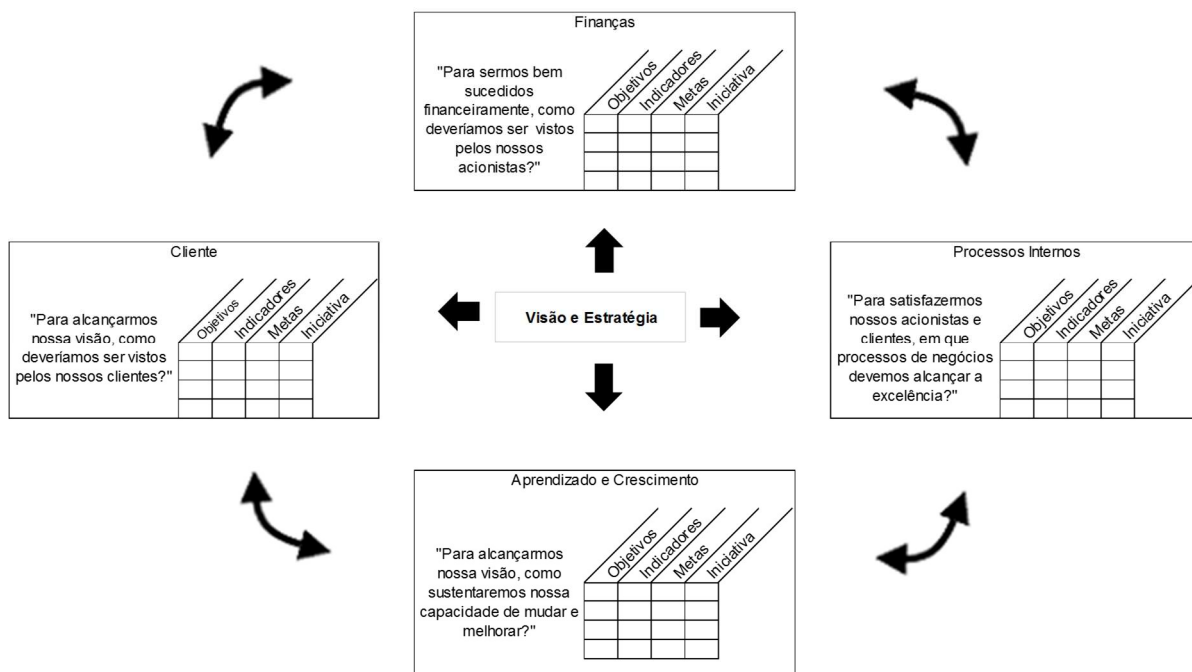 Finanças
"Para sermos bem
sucedidos
financeiramente, como
deveríamos ser vistos
pelos nossos
acionistas?"
Objetivos
Indicadores
Metas
Iniciativa
Cliente
"Para alcançarmos
nossa visão, como
deveríamos ser vistos
pelos nossos clientes?"
Objetivos
Indicadores
Metas
Iniciativa
Visão e Estratégia
Processos Internos
"Para satisfazermos
nossos acionistas e
clientes, em que
processos de negócios
devemos alcançar a
excelência?"
Objetivos
Indicadores
Metas
Iniciativa
Aprendizado e Crescimento
"Para alcançarmos
nossa visão, como
sustentaremos nossa
capacidade de mudar e
melhorar?"
Objetivos
Indicadores
Metas
Iniciativa